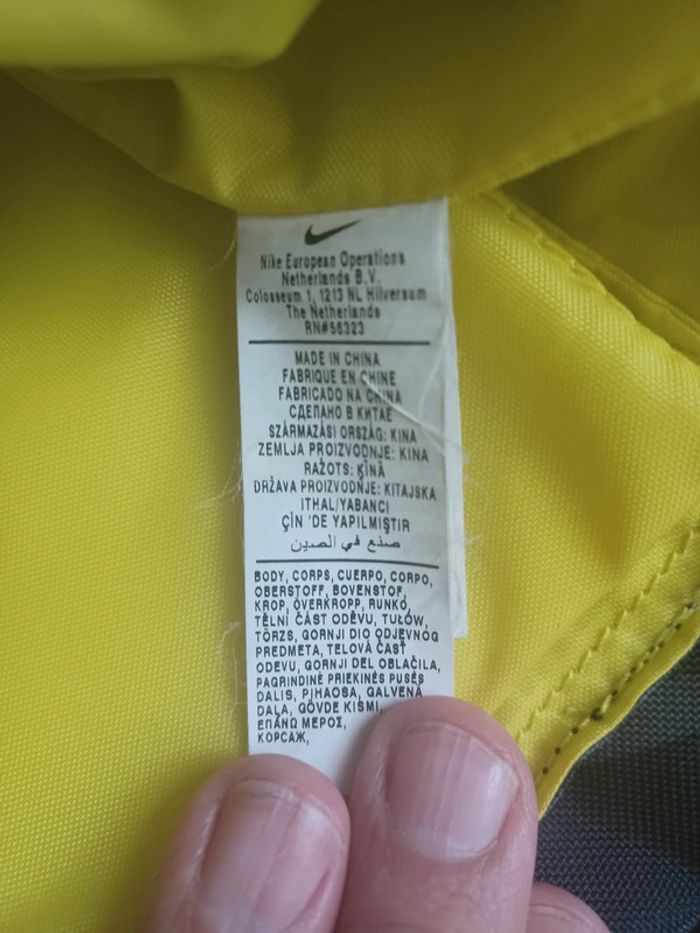 Nike European Operations
Netherlands B.V.
Colosseum 1, 1213 NL Hilversum
The Netherlands
RN#56323
MADE IN CHINA
FABRIQUE EN CHINE
FABRICADO NA CHINA
СДЕЛАНО В КИТАЕ
SZÁRMAZÁSI ORSZÁG: KINA
ZEMLJA PROIZVODNJE: KINA
RAŽOTS: ĶĪNĀ
DRŽAVA PROIZVODNJE: KITAJSKA
ITHAL/YABANCI
ÇİN 'DE YAPILMIŞTIR
صنع في الصين
BODY, CORPS, CUERPO, CORPO,
OBERSTOFF, BOVENSTOF,
KROP, ÖVERKROPP, RUNKO,
TĚLNÍ ČÁST ODĚVU, TUŁÓW,
TÖRZS, GORNJI DIO ODJEVNOG
PREDMETA, TELOVÁ ČASŤ
ODEVU, GORNJI DEL OBLAČILA,
PAGRINDINĖ PRIEKINĖS PUSĖS
DALIS, PIHAOSA, GALVENĀ
DAĻA, GÖVDE KISMI,
ΕΠΑΝΩ ΜΕΡΟΣ,
КОРСАЖ,